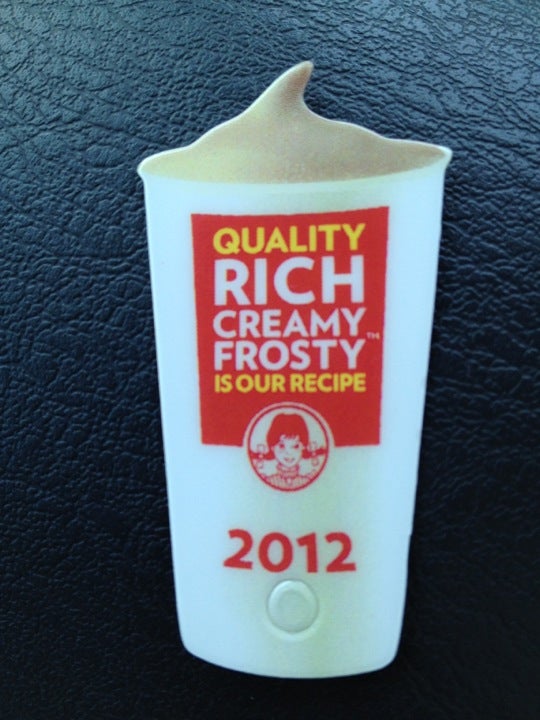 QUALITY
RICH
CREAMY
FROSTY™
IS OUR RECIPE
2012